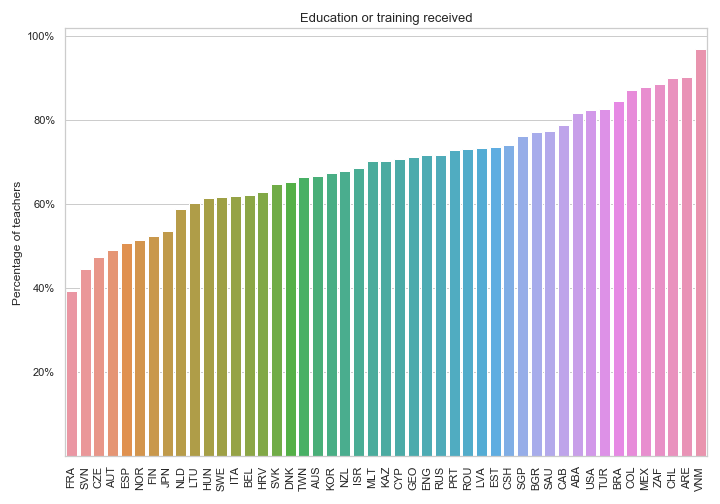 Education or training received
100%
80%
60%
40%
20%
Percentage of teachers
FRA SVN CZE AUT ESP NOR FIN JPN NLD LTU HUN SWE ITA BEL HRV SVK DNK TWN AUS KOR NZL ISR MLT KAZ CYP GEO ENG RUS PRT ROU LVA EST CSH SGP BGR SAU CAB ABA USA TUR BRA COL MEX ZAF CHL ARE VNM